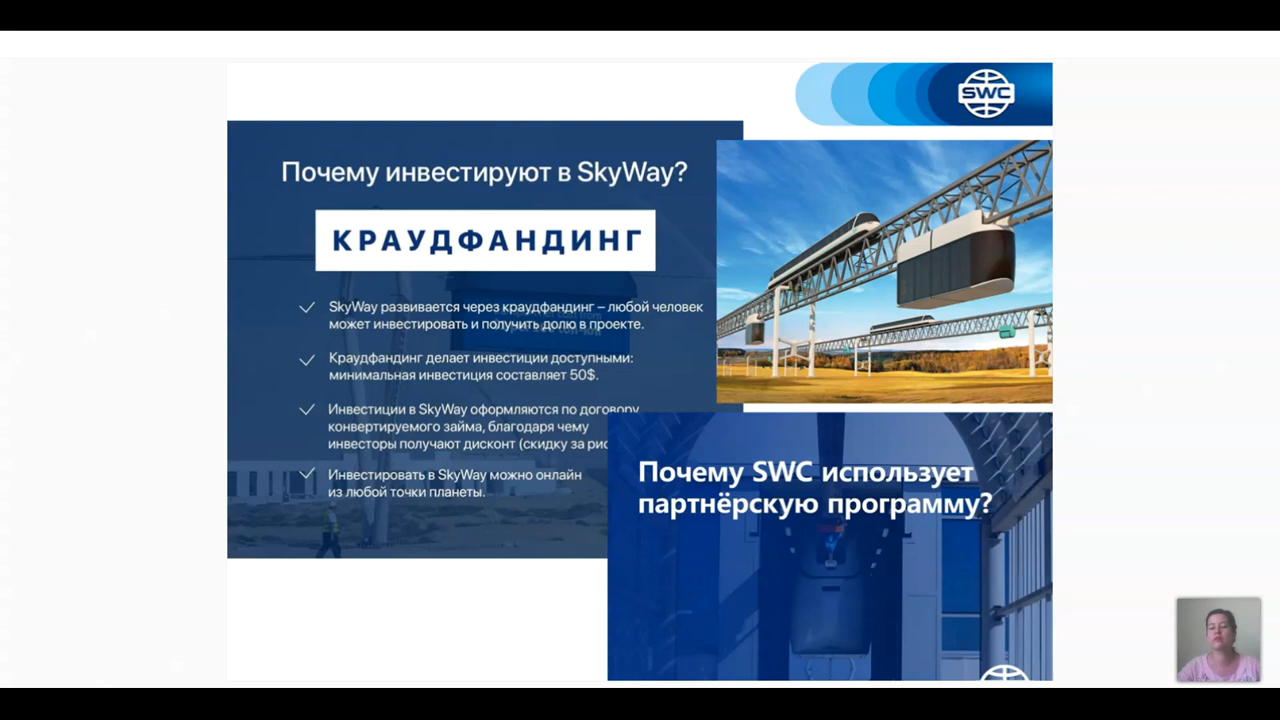 SWC
Почему инвестируют в SkyWay?
КРАУДФАНДИНГ
SkyWay развивается через краудфандинг – любой человек
может инвестировать и получить долю в проекте.
Краудфандинг делает инвестиции доступными:
минимальная инвестиция составляет 50$.
Инвестиции в SkyWay оформляются по договору
конвертируемого займа, благодаря чему
инвесторы получают дисконт (скидку за рис
Инвестировать в SkyWay можно онлайн
из любой точки планеты.
Почему SWC использует
партнёрскую программу?